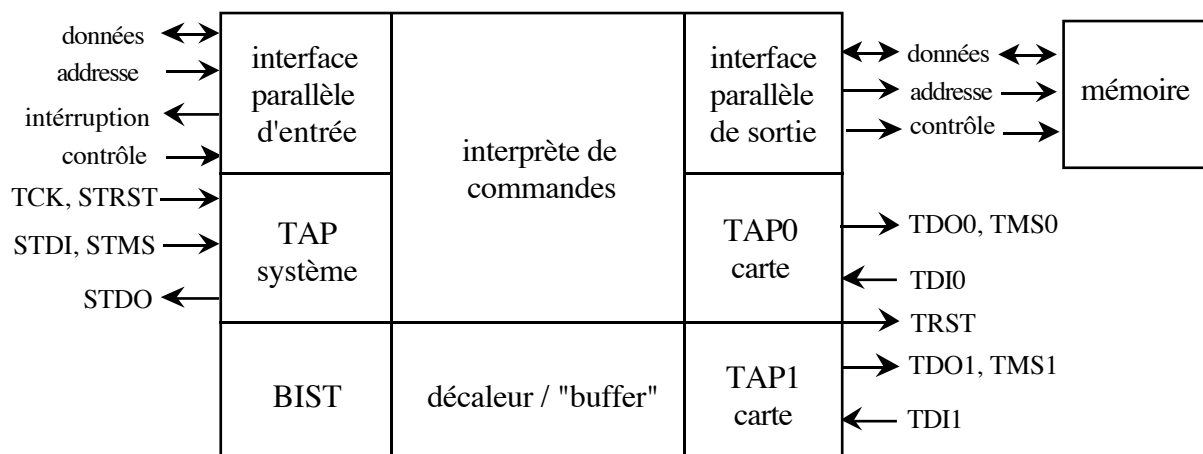 données
addresse
intérruption
contrôle
TCK, STRST
STDI, STMS
STDO
interface
parallèle
d'entrée
TAP
système
BIST
interprète de
commandes
décaleur / "buffer"
interface
parallèle
de sortie
TAP0
carte
TAP1
carte
données
addresse
contrôle
mémoire
TDO0, TMS0
TDI0
TRST
TDO1, TMS1
TDI1